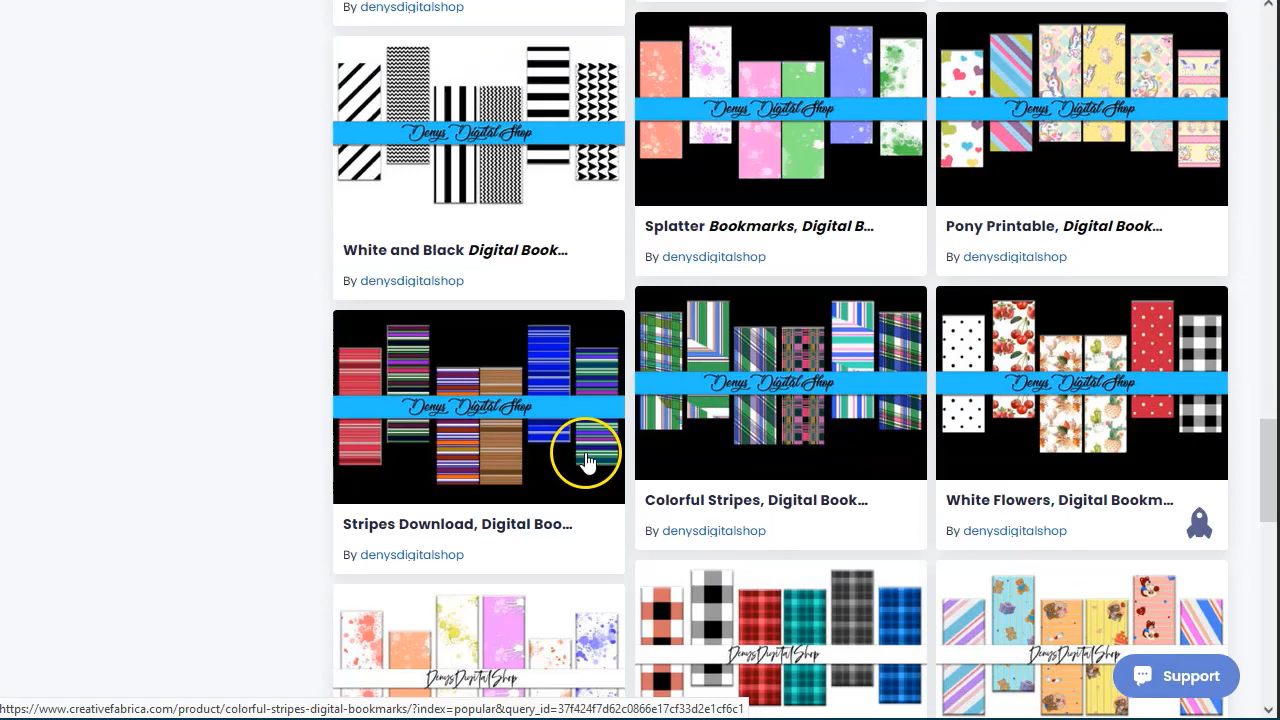 By denysdigitalshop
Denys Digital Shop
White and Black Digital Book...
By denysdigitalshop
Denys Digital Shop
Splatter Bookmarks, Digital B...
By denysdigitalshop
Denys Digital Shop
Pony Printable, Digital Book...
By denysdigitalshop
Denys Digital Shop
Stripes Download, Digital Boo...
By denysdigitalshop
Denys Digital Shop
Colorful Stripes, Digital Book...
By denysdigitalshop
Denys Digital Shop
White Flowers, Digital Bookm...
By denysdigitalshop
DenysDigitalShop
DenysDigitalShop
DenysDigitalShop
Support
https://www.creativefabrica.com/product/colorful-stripes-digital-bookmarks/?index=popular&query_id=37f424f7d62c0866e17cf33d2e1cf6c1